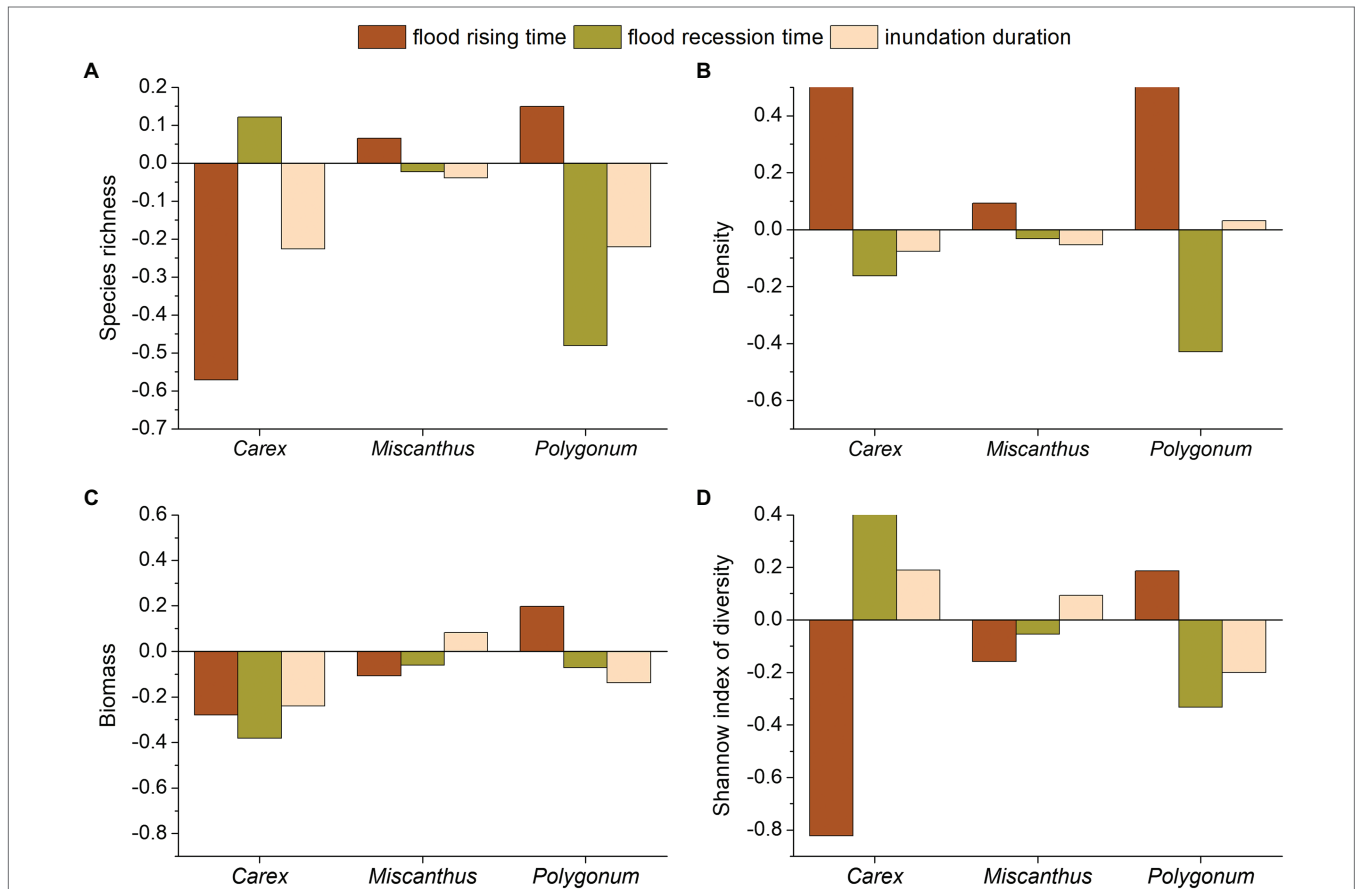 flood rising time flood recession time inundation duration
A
Species richness
0.2
0.1
0.0
-0.1
-0.2
-0.3
-0.4
-0.5
-0.6
-0.7
Carex Miscanthus Polygonum
B
Density
0.4
0.2
0.0
-0.2
-0.4
-0.6
Carex Miscanthus Polygonum
C
Biomass
0.6
0.4
0.2
0.0
-0.2
-0.4
-0.6
-0.8
Carex Miscanthus Polygonum
D
Shannow index of diversity
0.4
0.2
0.0
-0.2
-0.4
-0.6
-0.8
Carex Miscanthus Polygonum